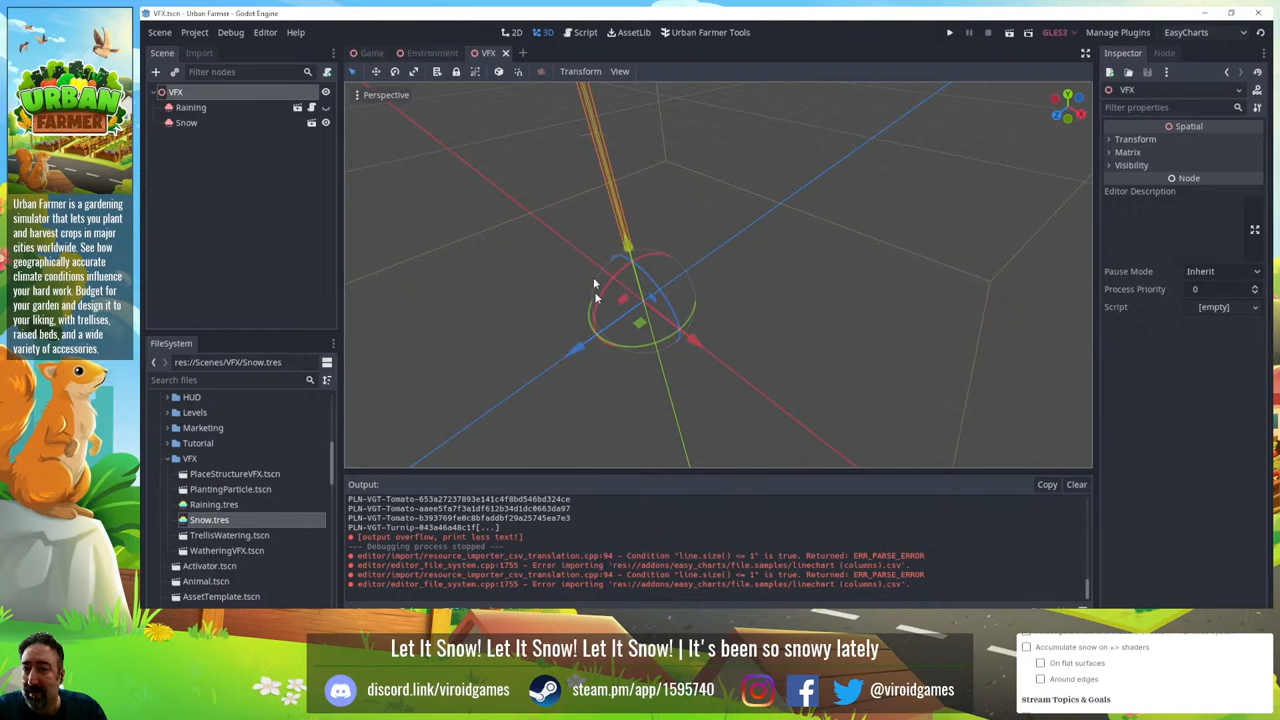 VFX.tscn - Urban Farmer - Godot Engine
Scene Project Debug Editor Help
2D 3D Script AssetLib Urban Farmer Tools
GLES3 Manage Plugins EasyCharts
Scene Import
Game Environment VFX
Inspector Node
Filter nodes
Transform View
VFX
Raining
Snow
Perspective
Y
X
Z
VFX
Filter properties
Spatial
Transform
Matrix
Visibility
Node
Editor Description
Pause Mode Inherit
Process Priority 0
Script [empty]
URBAN
FARMER
Urban Farmer is a gardening
simulator that lets you plant
and harvest crops in major
cities worldwide. See how
geographically accurate
climate conditions influence
your hard work. Budget for
your garden and design it to
your liking, with trellises,
raised beds, and a wide
variety of accessories.
FileSystem
res://Scenes/VFX/Snow.tres
Search files
HUD
Levels
Marketing
Tutorial
VFX
PlaceStructureVFX.tscn
PlantingParticle.tscn
Raining.tres
Snow.tres
TrellisWatering.tscn
WatheringVFX.tscn
Activator.tscn
Animal.tscn
AssetTemplate.tscn
Output: Copy Clear
PLN-VGT-Tomato-653a27237893e141c4f8bd546bd324ce
PLN-VGT-Tomato-aaee5fa7f3a1df612b34d1dc0663da97
PLN-VGT-Tomato-b393769fe0c8bfaddbf29a25745ea7e3
PLN-VGT-Turnip-043a46a48c1f[...]
[output overflow, print less text!]
--- Debugging process stopped ---
editor/import/resource_importer_csv_translation.cpp:94 - Condition "line.size() <= 1" is true. Returned: ERR_PARSE_ERROR
editor/editor_file_system.cpp:1755 - Error importing 'res://addons/easy_charts/file.samples/linechart (columns).csv'.
editor/import/resource_importer_csv_translation.cpp:94 - Condition "line.size() <= 1" is true. Returned: ERR_PARSE_ERROR
editor/editor_file_system.cpp:1755 - Error importing 'res://addons/easy_charts/file.samples/linechart (columns).csv'.
Let It Snow! Let It Snow! Let It Snow! | It's been so snowy lately
discord.link/viroidgames steam.pm/app/1595740 @viroidgames
Accumulate snow on => shaders
On flat surfaces
Around edges
Stream Topics & Goals